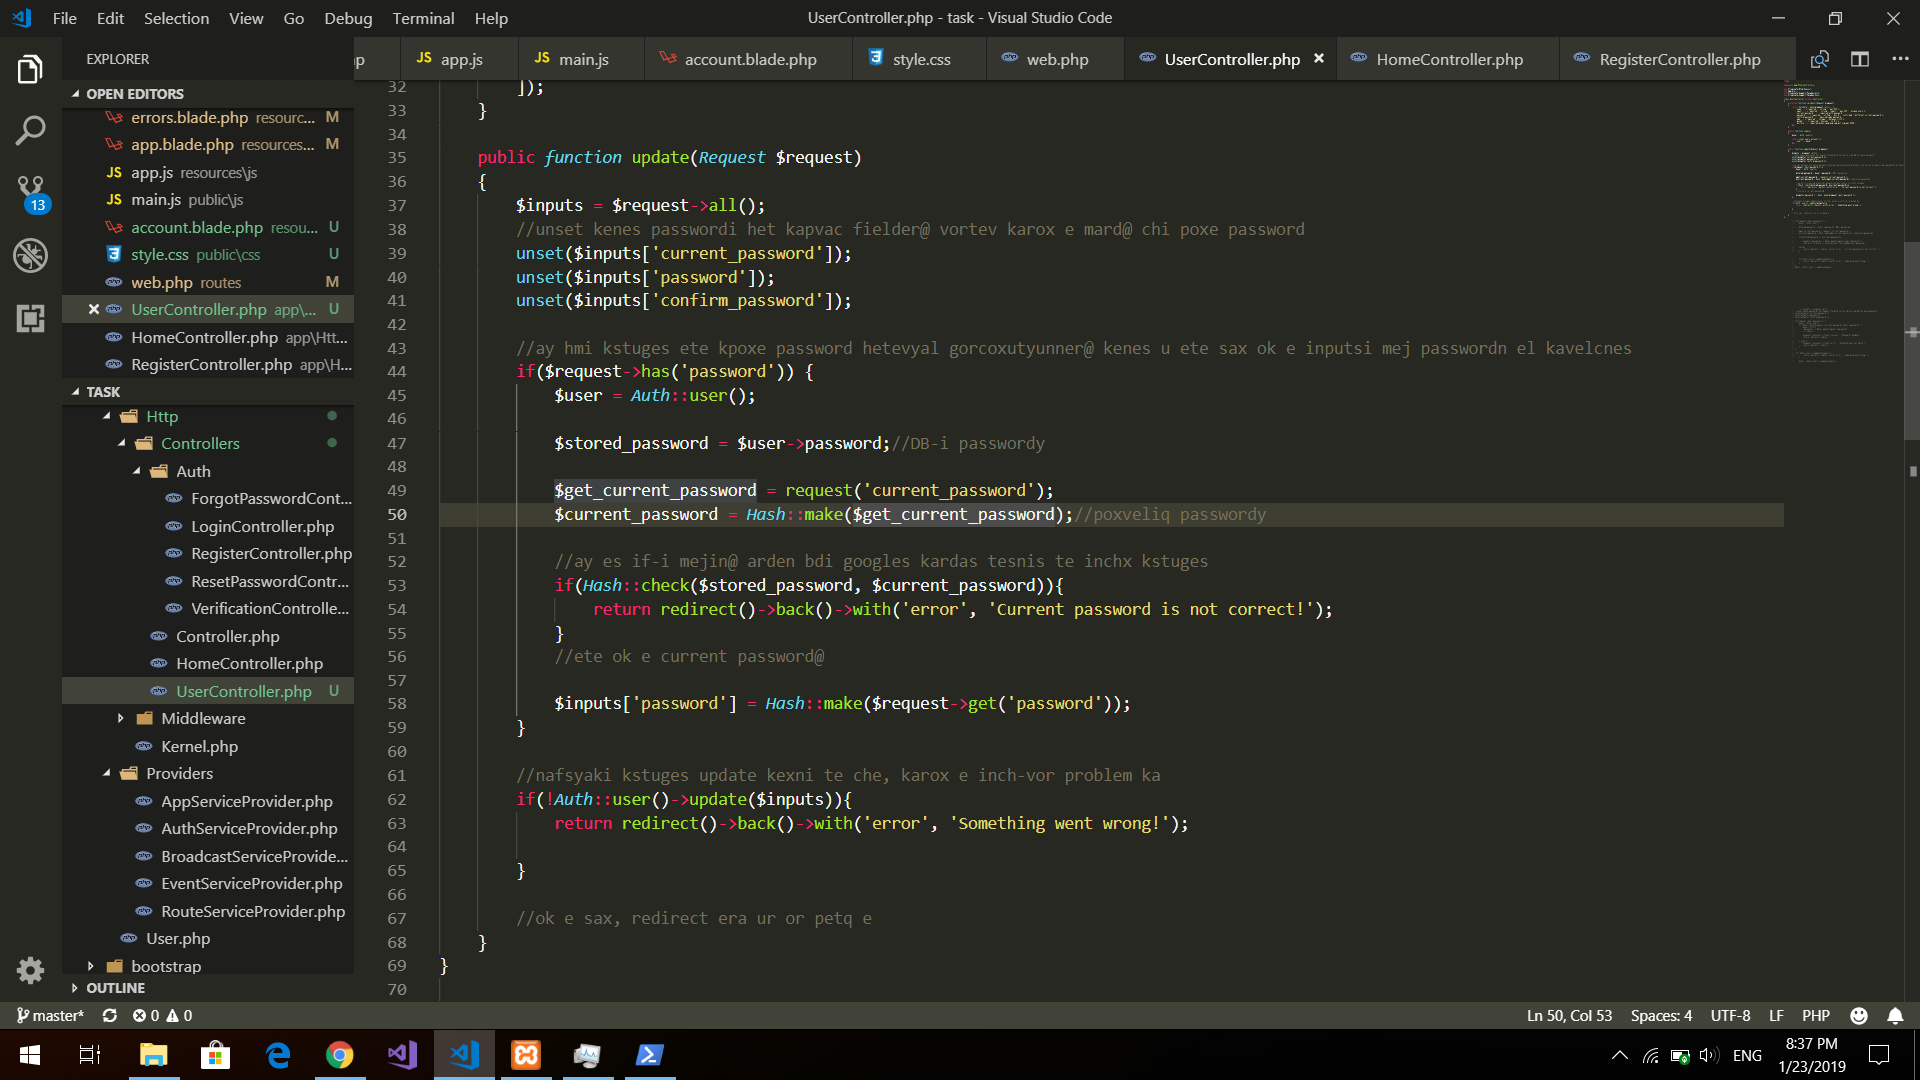 File Edit Selection View Go Debug Terminal Help
UserController.php - task - Visual Studio Code
EXPLORER
OPEN EDITORS
errors.blade.php resourc... M
app.blade.php resources... M
JS app.js resources\js
JS main.js public\js
account.blade.php resou... U
style.css public\css U
web.php routes M
UserController.php app\... U
HomeController.php app\Htt...
RegisterController.php app\H...
TASK
Http
Controllers
Auth
ForgotPasswordCont...
LoginController.php
RegisterController.php
ResetPasswordContr...
VerificationControlle...
Controller.php
HomeController.php
UserController.php U
Middleware
Kernel.php
Providers
AppServiceProvider.php
AuthServiceProvider.php
BroadcastServiceProvide...
EventServiceProvider.php
RouteServiceProvider.php
User.php
bootstrap
OUTLINE
13
p JS app.js JS main.js account.blade.php style.css web.php UserController.php HomeController.php RegisterController.php
32 ]);
33 }
34
35 public function update(Request $request)
36 {
37 $inputs = $request->all();
38 //unset kenes passwordi het kapvac fielder@ vortev karox e mard@ chi poxe password
39 unset($inputs['current_password']);
40 unset($inputs['password']);
41 unset($inputs['confirm_password']);
42
43 //ay hmi kstuges ete kpoxe password hetevyal gorcoxutyunner@ kenes u ete sax ok e inputsi mej passwordn el kavelcnes
44 if($request->has('password')) {
45 $user = Auth::user();
46
47 $stored_password = $user->password;//DB-i passwordy
48
49 $get_current_password = request('current_password');
50 $current_password = Hash::make($get_current_password);//poxveliq passwordy
51
52 //ay es if-i mejin@ arden bdi googles kardas tesnis te inchx kstuges
53 if(Hash::check($stored_password, $current_password)){
54 return redirect()->back()->with('error', 'Current password is not correct!');
55 }
56 //ete ok e current password@
57
58 $inputs['password'] = Hash::make($request->get('password'));
59 }
60
61 //nafsyaki kstuges update kexni te che, karox e inch-vor problem ka
62 if(!Auth::user()->update($inputs)){
63 return redirect()->back()->with('error', 'Something went wrong!');
64
65 }
66
67 //ok e sax, redirect era ur or petq e
68 }
69 }
70
master* 0 0
Ln 50, Col 53 Spaces: 4 UTF-8 LF PHP
ENG
8:37 PM
1/23/2019